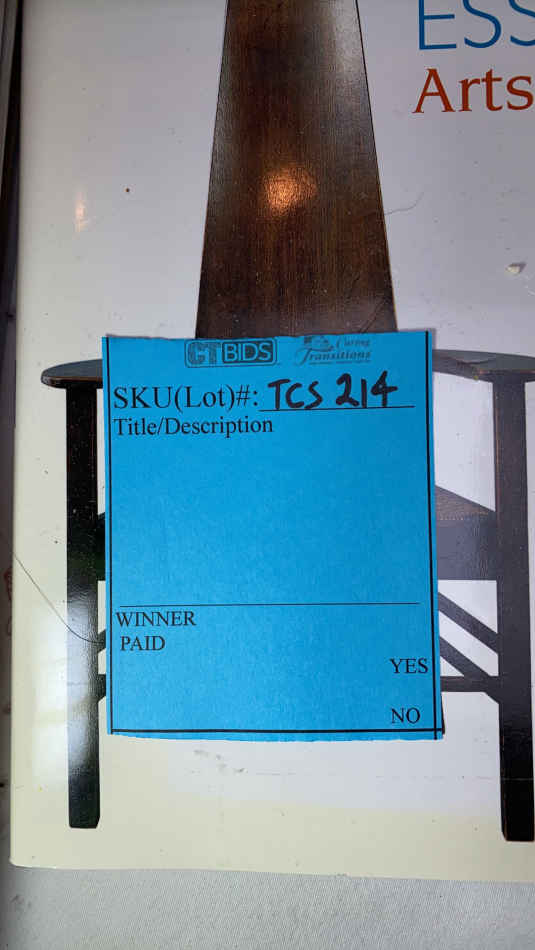 ESS
Arts
CTBIDS
Caring
Transitions
SKU(Lot)#: TCS 214
Title/Description
WINNER
PAID
YES
NO